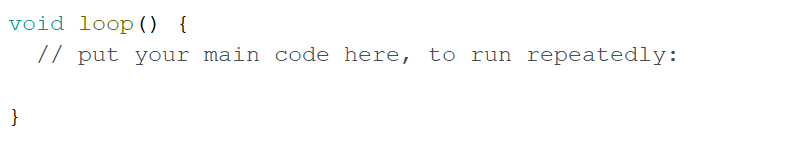 void loop() {
// put your main code here, to run repeatedly:
}